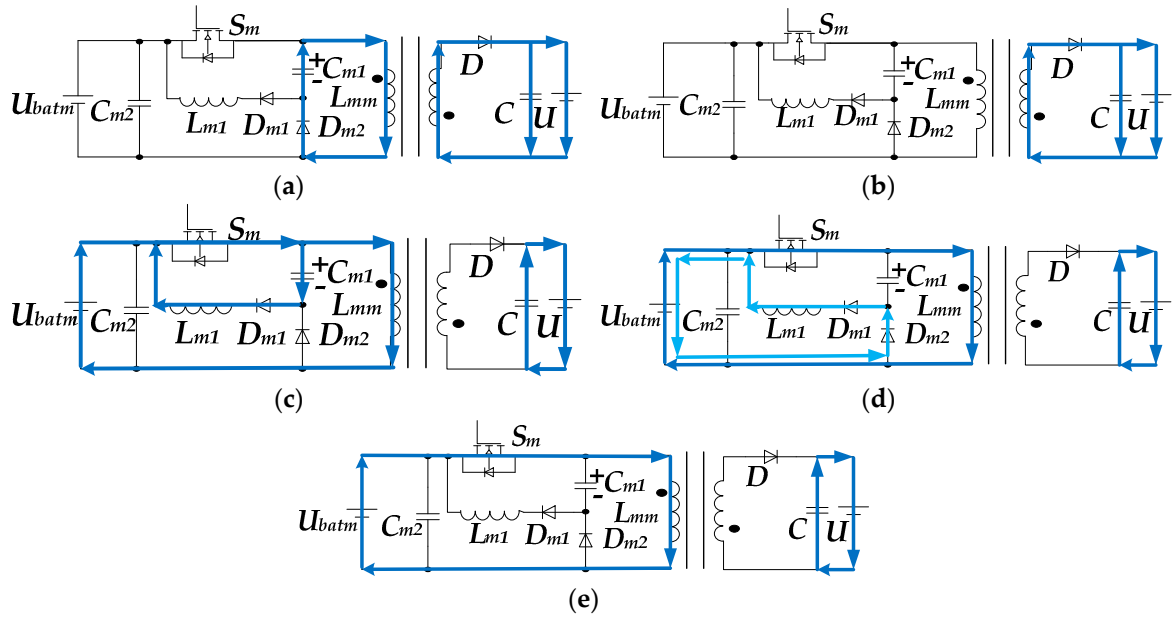 Sm
D
+
Cm1
-
ubatm
Cm2
Lmm
Lm1
Dm1
Dm2
C
u
(a)
Sm
D
+
Cm1
-
ubatm
Cm2
Lmm
Lm1
Dm1
Dm2
C
u
(b)
Sm
D
+
Cm1
-
ubatm
Cm2
Lmm
Lm1
Dm1
Dm2
C
u
(c)
Sm
D
+
Cm1
-
ubatm
Cm2
Lmm
Lm1
Dm1
Dm2
C
u
(d)
Sm
D
+
Cm1
-
ubatm
Cm2
Lmm
Lm1
Dm1
Dm2
C
u
(e)